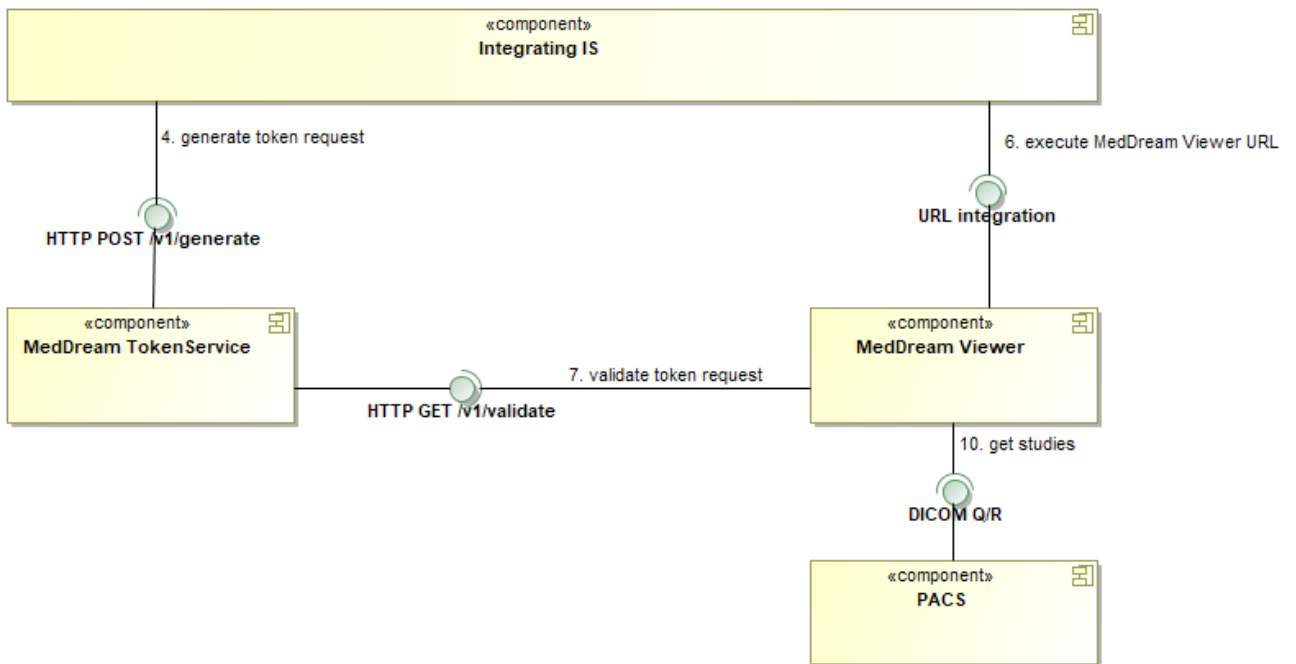 «component»
Integrating IS
4. generate token request
6. execute MedDream Viewer URL
HTTP POST /v1/generate
URL integration
«component»
MedDream TokenService
«component»
MedDream Viewer
7. validate token request
HTTP GET /v1/validate
10. get studies
DICOM Q/R
«component»
PACS